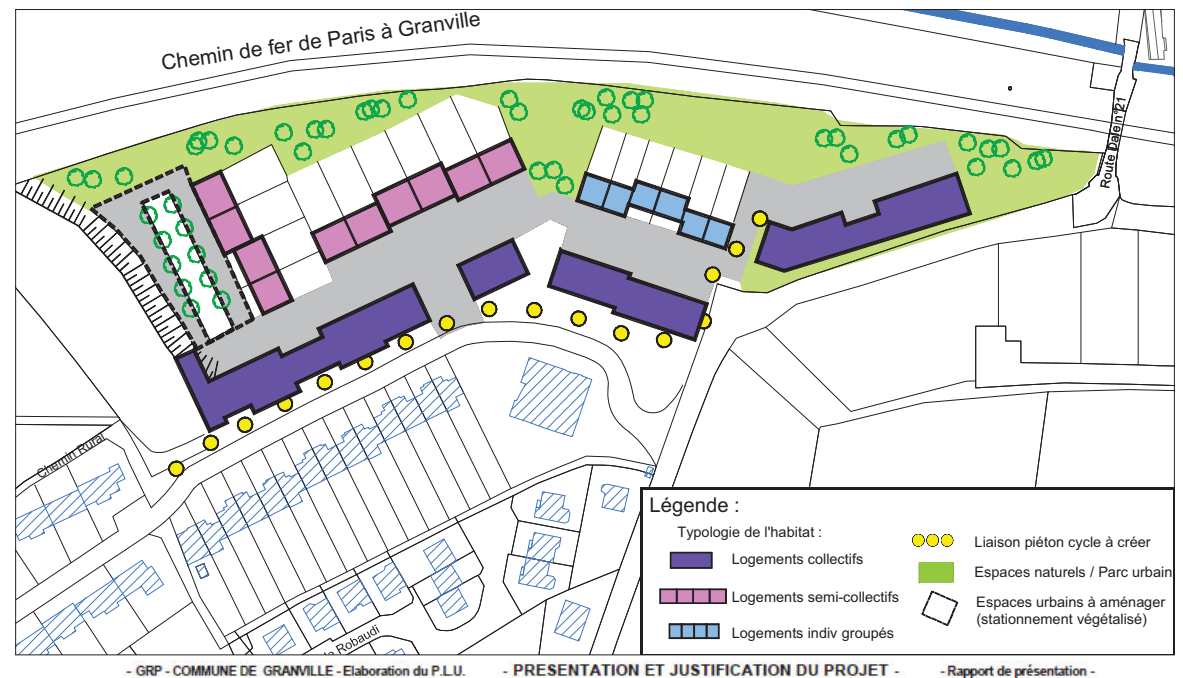 Chemin de fer de Paris à Granville
Route Dale n° 21
Chemin Rural
Robaudi
Légende :
Typologie de l'habitat :
Logements collectifs
Logements semi-collectifs
Logements indiv groupés
Liaison piéton cycle à créer
Espaces naturels / Parc urbain
Espaces urbains à aménager
(stationnement végétalisé)
- GRP - COMMUNE DE GRANVILLE - Elaboration du P.L.U. - PRESENTATION ET JUSTIFICATION DU PROJET - - Rapport de présentation -